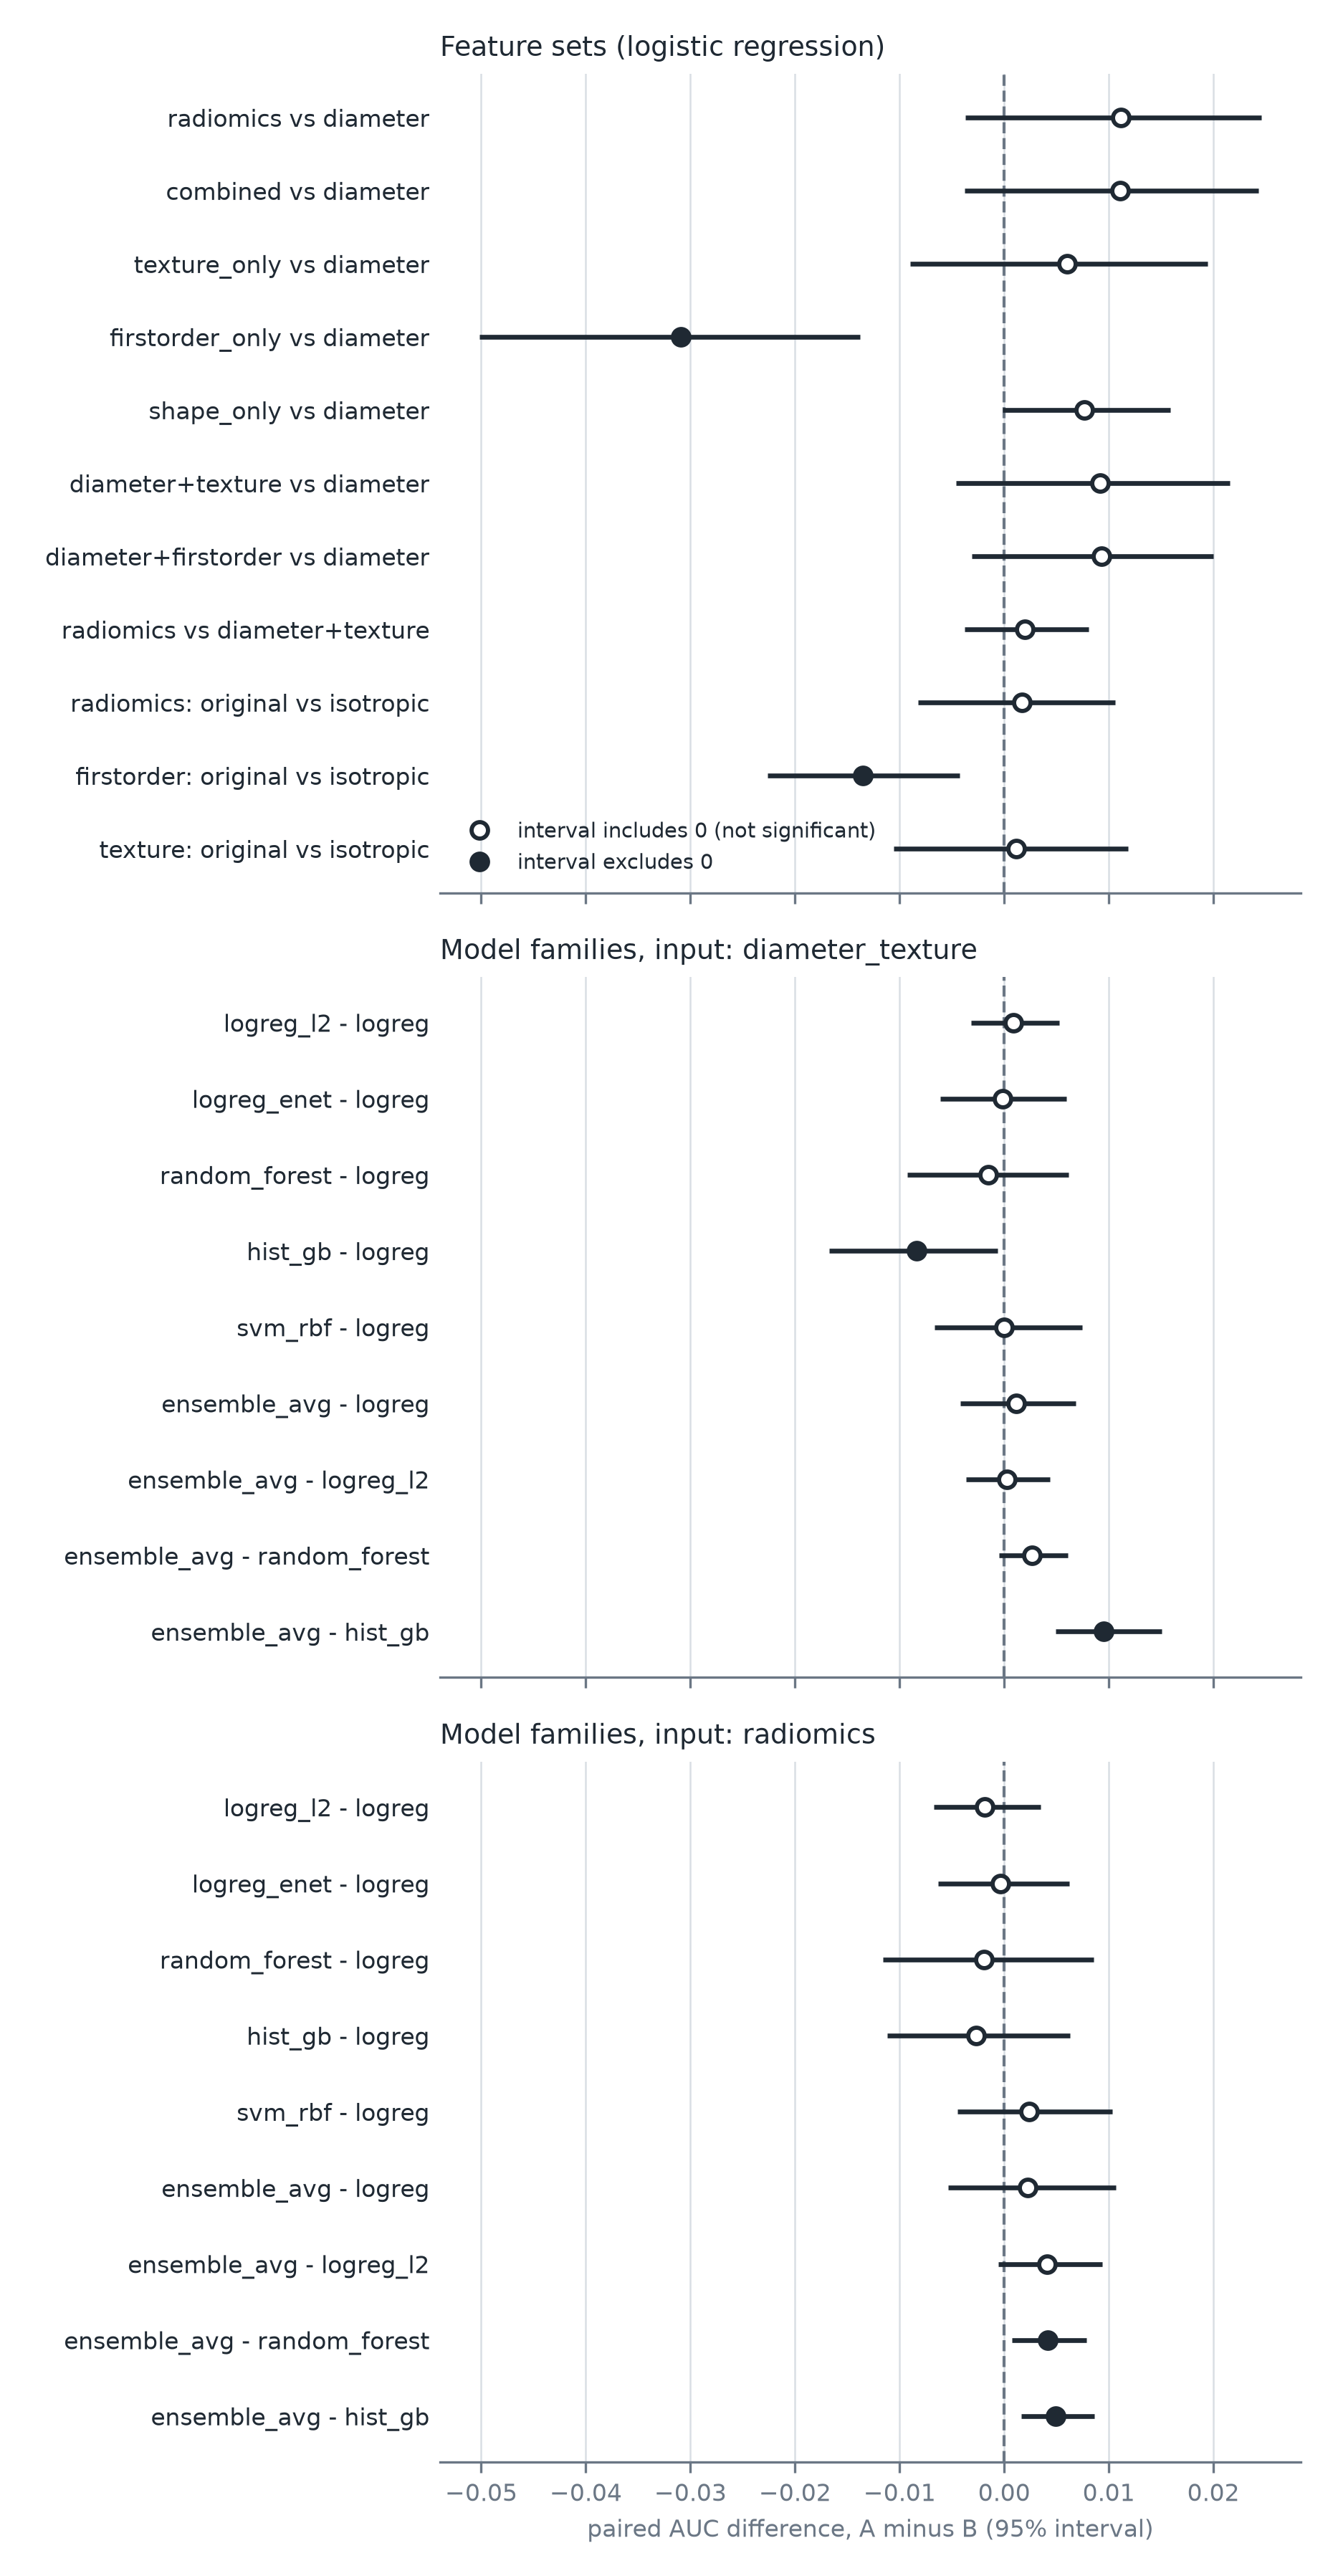 Feature sets (logistic regression)
radiomics vs diameter
combined vs diameter
texture_only vs diameter
firstorder_only vs diameter
shape_only vs diameter
diameter+texture vs diameter
diameter+firstorder vs diameter
radiomics vs diameter+texture
radiomics: original vs isotropic
firstorder: original vs isotropic
texture: original vs isotropic
interval includes 0 (not significant)
interval excludes 0
Model families, input: diameter_texture
logreg_l2 - logreg
logreg_enet - logreg
random_forest - logreg
hist_gb - logreg
svm_rbf - logreg
ensemble_avg - logreg
ensemble_avg - logreg_l2
ensemble_avg - random_forest
ensemble_avg - hist_gb
Model families, input: radiomics
logreg_l2 - logreg
logreg_enet - logreg
random_forest - logreg
hist_gb - logreg
svm_rbf - logreg
ensemble_avg - logreg
ensemble_avg - logreg_l2
ensemble_avg - random_forest
ensemble_avg - hist_gb
−0.05 −0.04 −0.03 −0.02 −0.01 0.00 0.01 0.02
paired AUC difference, A minus B (95% interval)